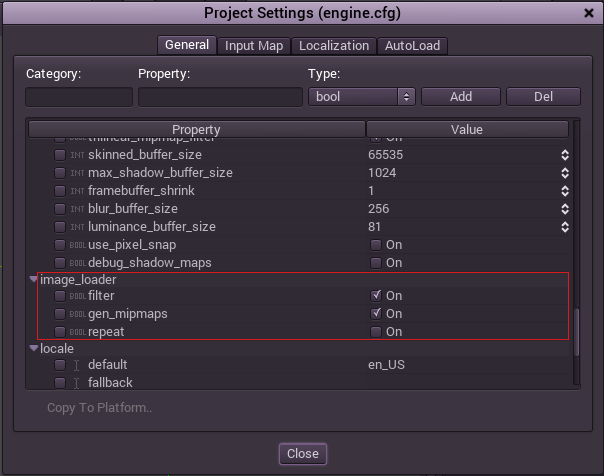 Project Settings (engine.cfg)
General Input Map Localization AutoLoad
Category: Property: Type:
bool Add Del
Property Value
BOOL trilinear_mipmap_filter On
INT skinned_buffer_size 65535
INT max_shadow_buffer_size 1024
INT framebuffer_shrink 1
INT blur_buffer_size 256
INT luminance_buffer_size 81
BOOL use_pixel_snap On
BOOL debug_shadow_maps On
image_loader
BOOL filter On
BOOL gen_mipmaps On
BOOL repeat On
locale
default en_US
fallback
Copy To Platform..
Close